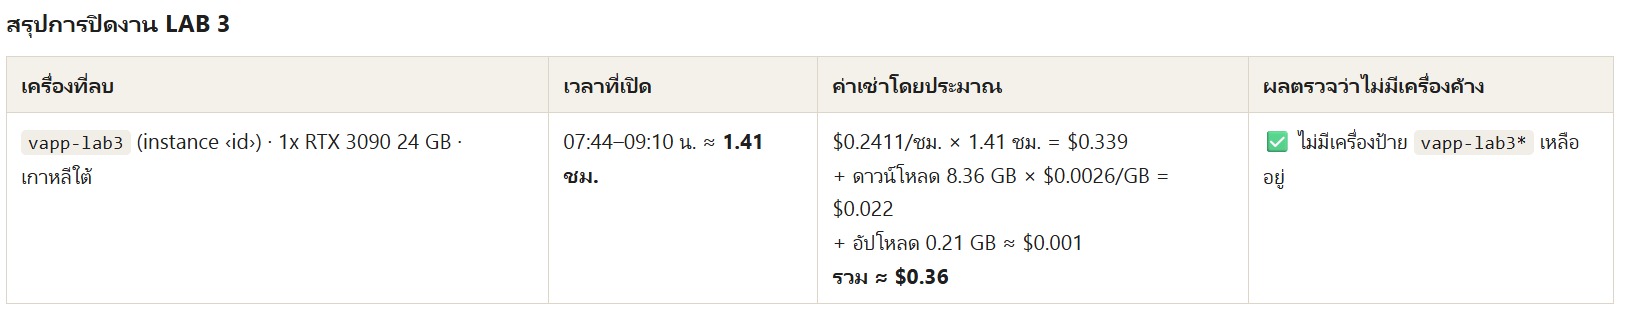 สรุปการปิดงาน LAB 3
เครื่องที่ลบ
เวลาที่เปิด
ค่าเช่าโดยประมาณ
ผลตรวจว่าไม่มีเครื่องค้าง
vapp-lab3 (instance ‹id›) · 1x RTX 3090 24 GB ·
เกาหลีใต้
07:44–09:10 น. ≈ 1.41
ชม.
$0.2411/ชม. × 1.41 ชม. = $0.339
+ ดาวน์โหลด 8.36 GB × $0.0026/GB =
$0.022
+ อัปโหลด 0.21 GB ≈ $0.001
รวม ≈ $0.36
✅ ไม่มีเครื่องป้าย vapp-lab3* เหลือ
อยู่